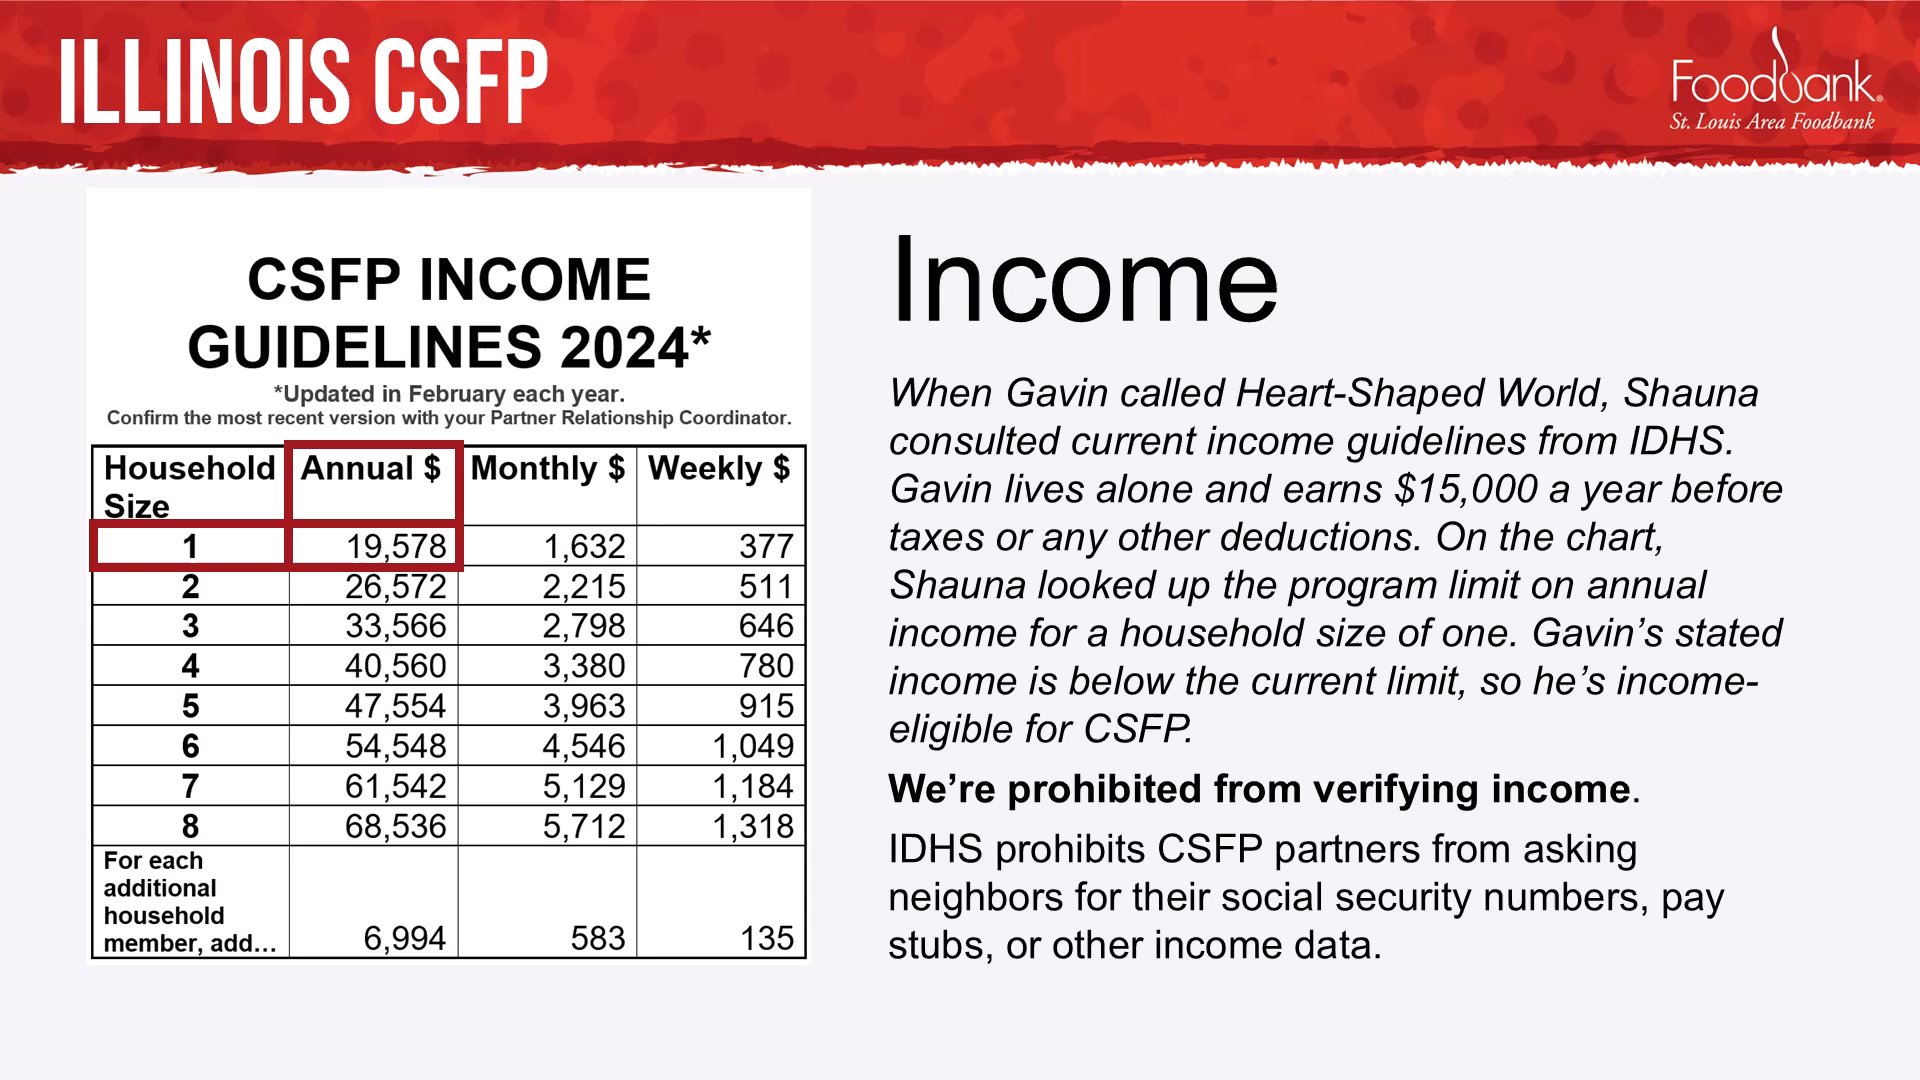 ILLINOIS CSFP
Foodbank®
St. Louis Area Foodbank
CSFP INCOME
GUIDELINES 2024*
*Updated in February each year.
Confirm the most recent version with your Partner Relationship Coordinator.
Household Size Annual $ Monthly $ Weekly $
1 19,578 1,632 377
2 26,572 2,215 511
3 33,566 2,798 646
4 40,560 3,380 780
5 47,554 3,963 915
6 54,548 4,546 1,049
7 61,542 5,129 1,184
8 68,536 5,712 1,318
For each
additional
household
member, add... 6,994 583 135
Income
When Gavin called Heart-Shaped World, Shauna
consulted current income guidelines from IDHS.
Gavin lives alone and earns $15,000 a year before
taxes or any other deductions. On the chart,
Shauna looked up the program limit on annual
income for a household size of one. Gavin’s stated
income is below the current limit, so he’s income-
eligible for CSFP.
We’re prohibited from verifying income.
IDHS prohibits CSFP partners from asking
neighbors for their social security numbers, pay
stubs, or other income data.